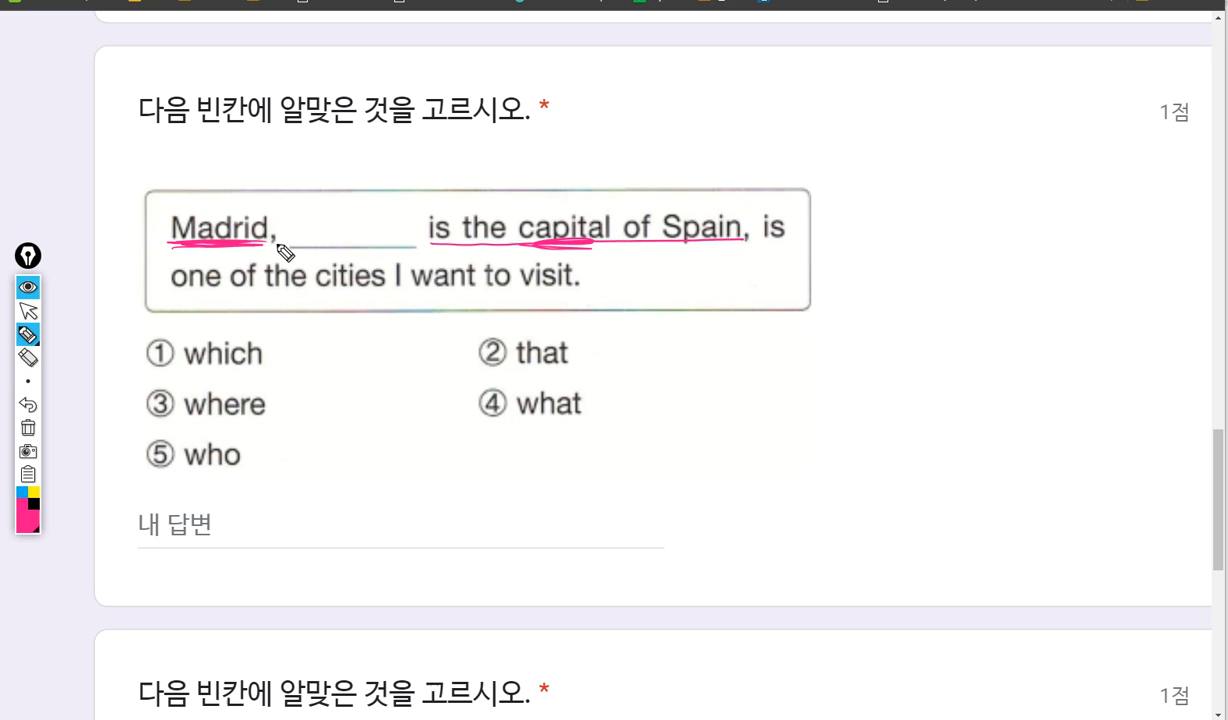 다음 빈칸에 알맞은 것을 고르시오. *
1점
Madrid, ________ is the capital of Spain, is
one of the cities I want to visit.
① which
② that
③ where
④ what
⑤ who
내 답변
다음 빈칸에 알맞은 것을 고르시오. *
1점